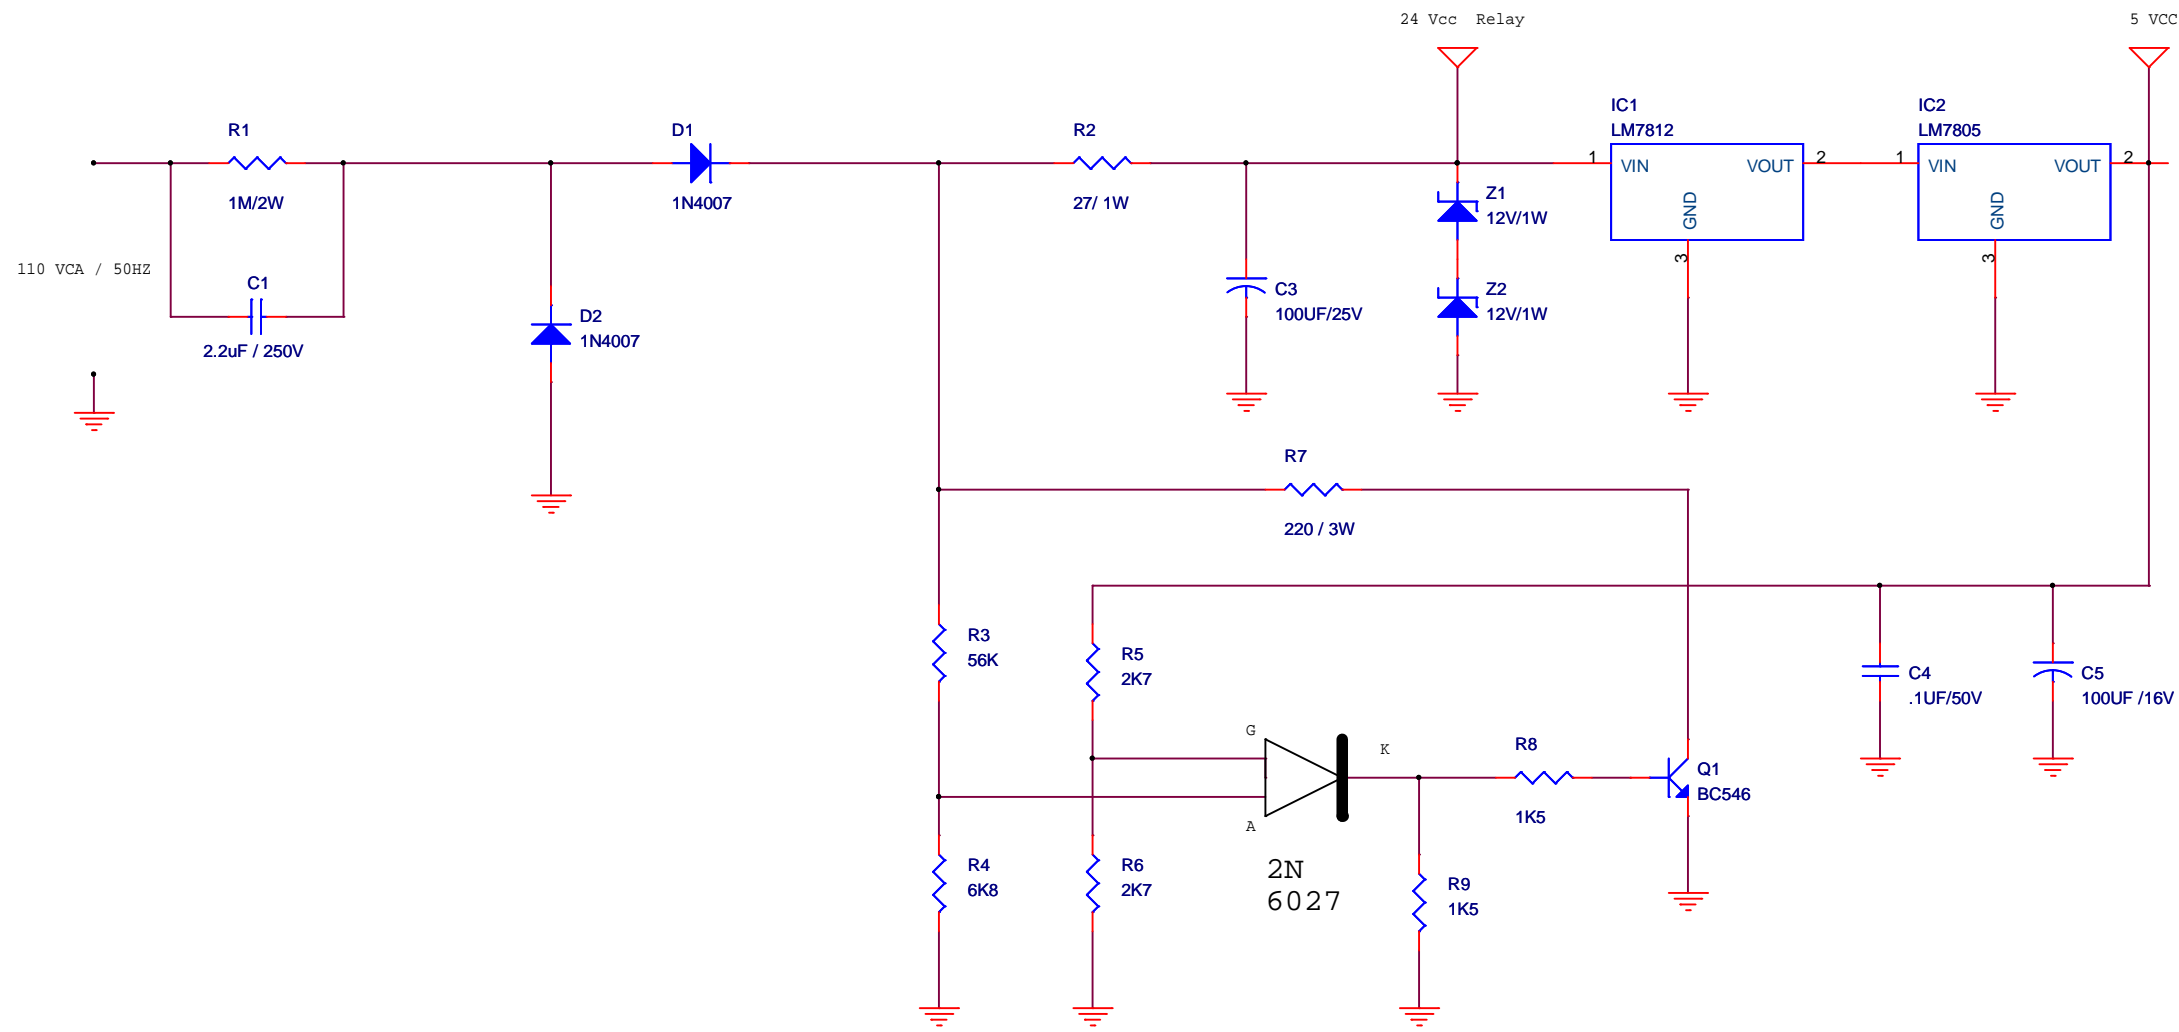 24 Vcc  Relay
5 VCC
R1
1M/2W
D1
1N4007
R2
27/ 1W
IC1
LM7812
1
VIN
VOUT
2
GND
3
IC2
LM7805
1
VIN
VOUT
2
GND
3
110 VCA / 50HZ
C1
2.2uF / 250V
D2
1N4007
C3
100UF/25V
Z1
12V/1W
Z2
12V/1W
R7
220 / 3W
R3
56K
R5
2K7
C4
.1UF/50V
C5
100UF /16V
G
K
A
2N
6027
R8
1K5
Q1
BC546
R4
6K8
R6
2K7
R9
1K5